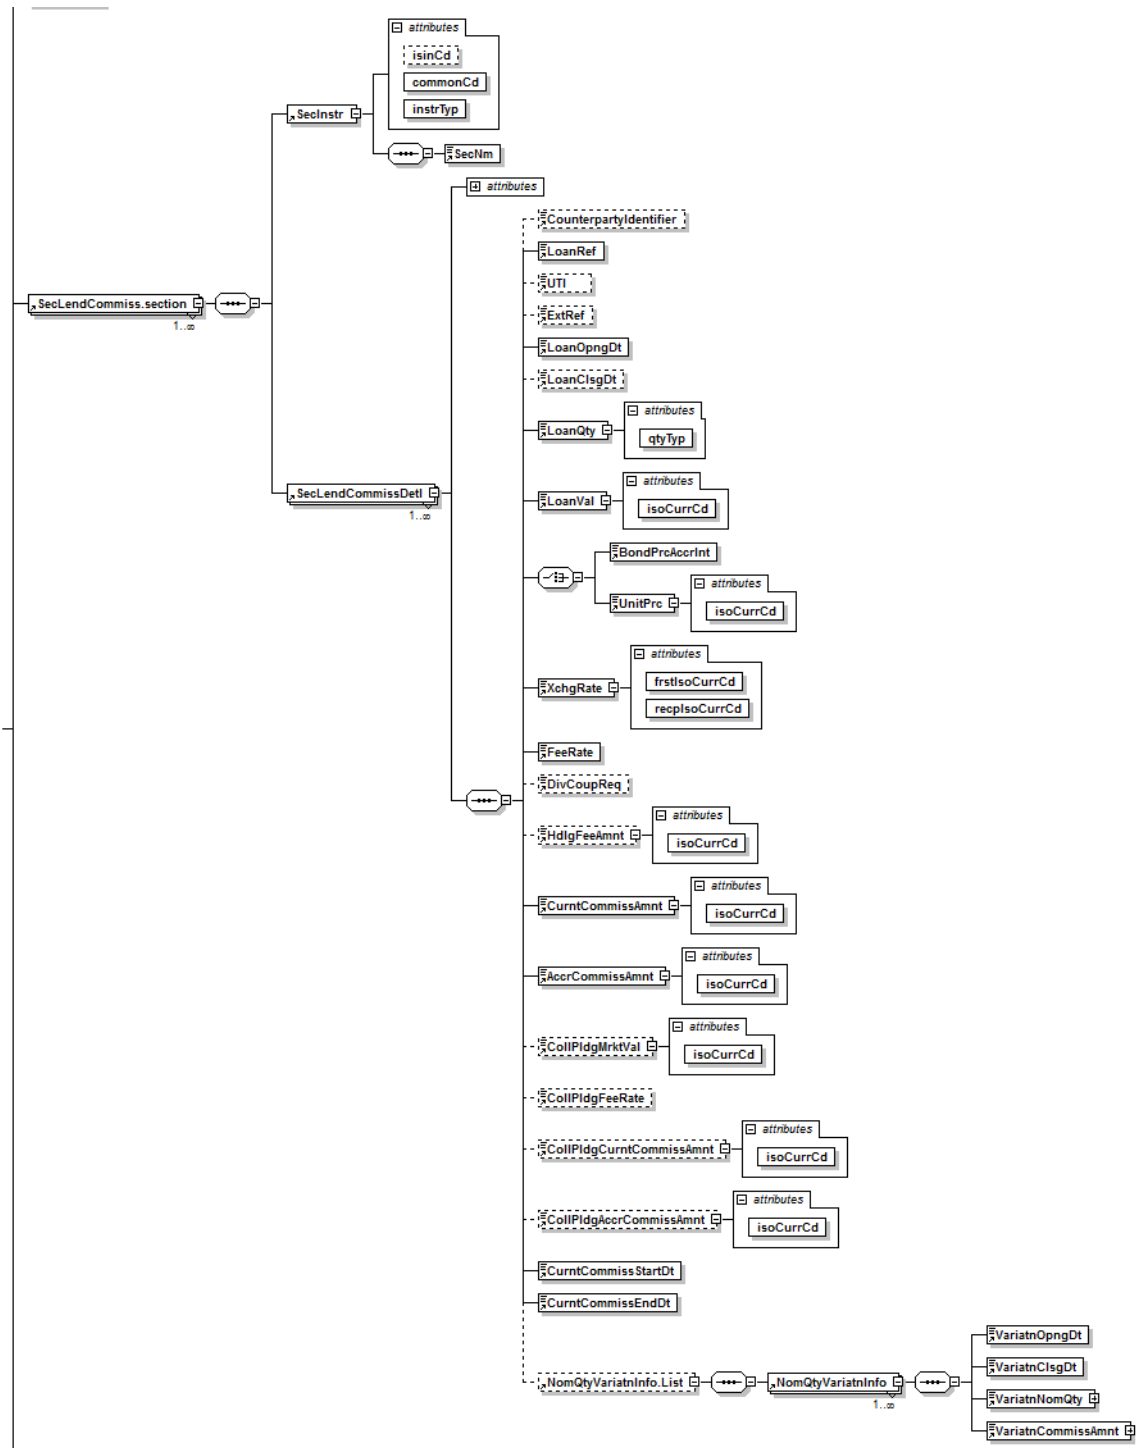 attributes
isinCd
commonCd
instrTyp
SecInstr
SecNm
attributes
CounterpartyIdentifier
LoanRef
UTI
SecLendCommiss.section
1..∞
ExtRef
LoanOpngDt
LoanClsgDt
attributes
LoanQty
qtyTyp
attributes
SecLendCommissDetl
1..∞
LoanVal
isoCurrCd
BondPrcAccrInt
attributes
UnitPrc
isoCurrCd
attributes
frstIsoCurrCd
XchgRate
recpIsoCurrCd
FeeRate
DivCoupReq
attributes
HdlgFeeAmnt
isoCurrCd
attributes
CurntCommissAmnt
isoCurrCd
attributes
AccrCommissAmnt
isoCurrCd
attributes
CollPldgMrktVal
isoCurrCd
CollPldgFeeRate
attributes
CollPldgCurntCommissAmnt
isoCurrCd
attributes
CollPldgAccrCommissAmnt
isoCurrCd
CurntCommissStartDt
CurntCommissEndDt
VariatnOpngDt
VariatnClsgDt
NomQtyVariatnInfo.List
NomQtyVariatnInfo
1..∞
VariatnNomQty
VariatnCommissAmnt